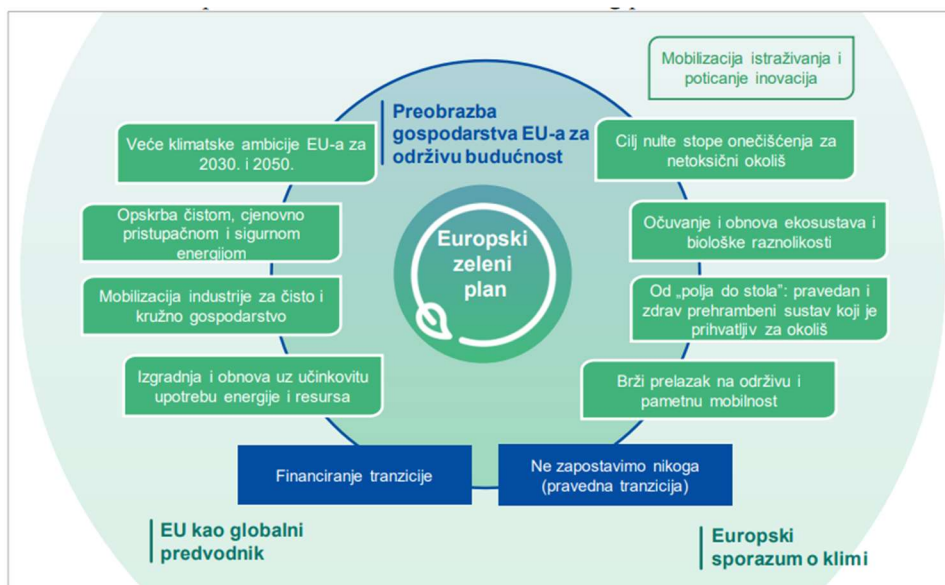 Mobilizacija istraživanja i
poticanje inovacija
Preobrazba
gospodarstva EU-a za
održivu budućnost
Veće klimatske ambicije EU-a za
2030. i 2050.
Cilj nulte stope onečišćenja za
netoksični okoliš
Opskrba čistom, cjenovno
pristupačnom i sigurnom
energijom
Očuvanje i obnova ekosustava i
biološke raznolikosti
Europski
zeleni
plan
Mobilizacija industrije za čisto i
kružno gospodarstvo
Od „polja do stola”: pravedan i
zdrav prehrambeni sustav koji je
prihvatljiv za okoliš
Izgradnja i obnova uz učinkovitu
upotrebu energije i resursa
Brži prelazak na održivu i
pametnu mobilnost
Financiranje tranzicije
Ne zapostavimo nikoga
(pravedna tranzicija)
EU kao globalni
predvodnik
Europski
sporazum o klimi